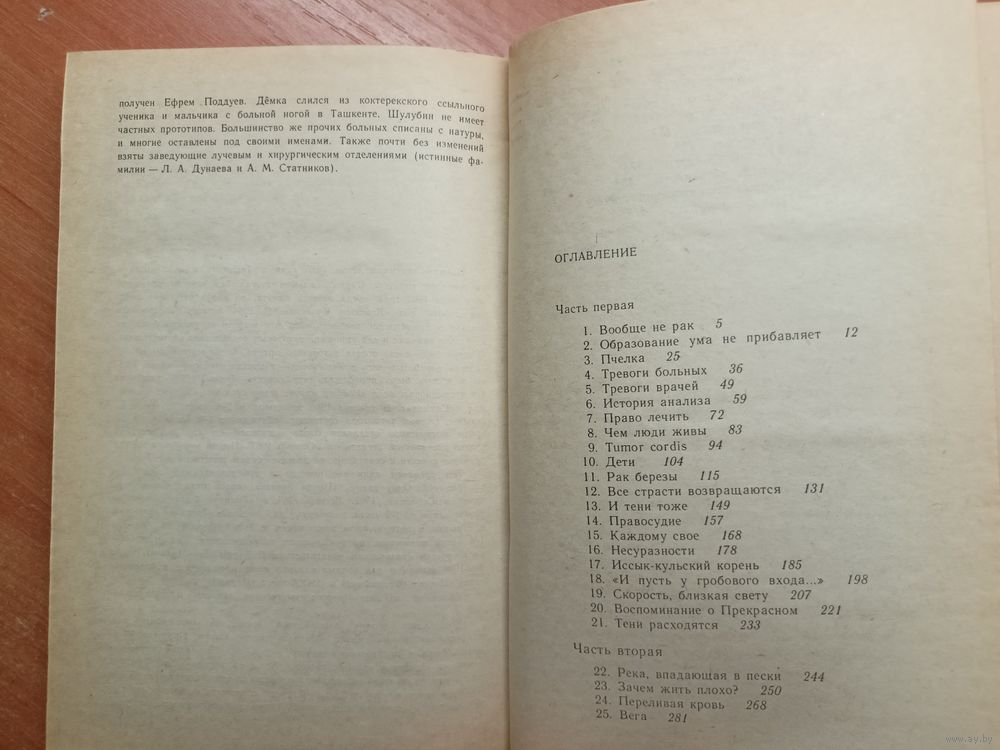 получен Ефрем Поддуев. Дёмка слился из коктерекского ссыльного
ученика и мальчика с больной ногой в Ташкенте. Шулубин не имеет
частных прототипов. Большинство же прочих больных списаны с натуры,
и многие оставлены под своими именами. Также почти без изменений
взяты заведующие лучевым и хирургическим отделениями (истинные фа-
милии — Л. А. Дунаева и А. М. Статников).
ОГЛАВЛЕНИЕ
Часть первая
1. Вообще не рак 5
2. Образование ума не прибавляет 12
3. Пчелка 25
4. Тревоги больных 36
5. Тревоги врачей 49
6. История анализа 59
7. Право лечить 72
8. Чем люди живы 83
9. Tumor cordis 94
10. Дети 104
11. Рак березы 115
12. Все страсти возвращаются 131
13. И тени тоже 149
14. Правосудие 157
15. Каждому свое 168
16. Несуразности 178
17. Иссык-кульский корень 185
18. «И пусть у гробового входа...» 198
19. Скорость, близкая свету 207
20. Воспоминание о Прекрасном 221
21. Тени расходятся 233
Часть вторая
22. Река, впадающая в пески 244
23. Зачем жить плохо? 250
24. Переливая кровь 268
25. Вега 281
www.ay.by